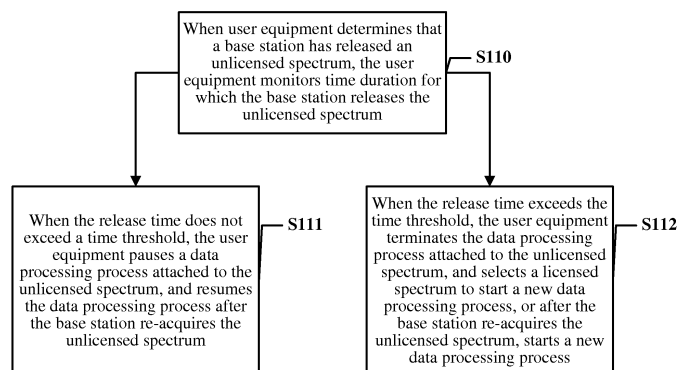 When user equipment determines that
a base station has released an
unlicensed spectrum, the user
equipment monitors time duration for
which the base station releases the
unlicensed spectrum
S110
When the release time does not
exceed a time threshold, the user
equipment pauses a data
processing process attached to the
unlicensed spectrum, and resumes
the data processing process after
the base station re-acquires the
unlicensed spectrum
S111
When the release time exceeds the
time threshold, the user equipment
terminates the data processing
process attached to the unlicensed
spectrum, and selects a licensed
spectrum to start a new data
processing process, or after the
base station re-acquires the
unlicensed spectrum, starts a new
data processing process
S112